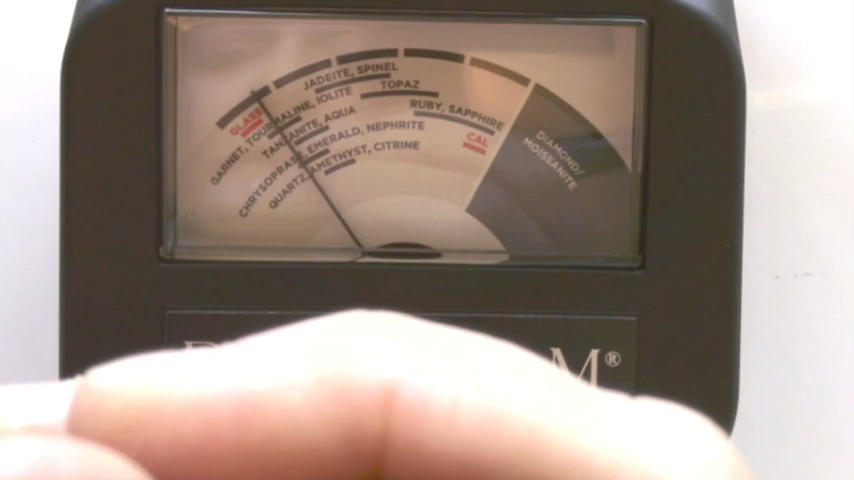 JADEITE, SPINEL
TOPAZ
GLASS
GARNET, TOURMALINE, IOLITE
RUBY, SAPPHIRE
TANZANITE, AQUA
CAL
CHRYSOPRASE, EMERALD, NEPHRITE
QUARTZ, AMETHYST, CITRINE
DIAMOND/
MOISSANITE
M®